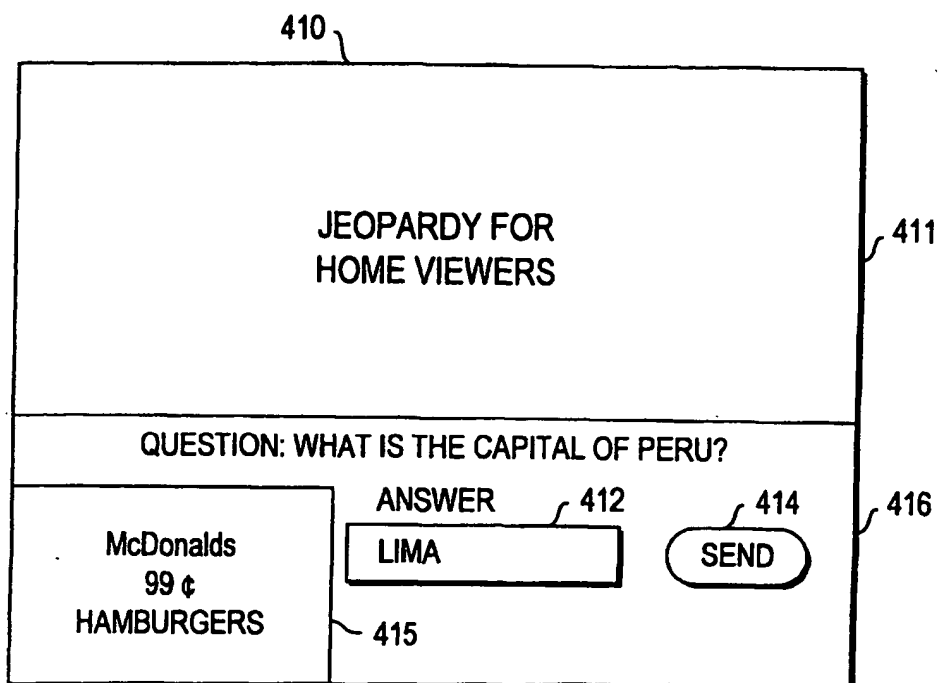 410
JEOPARDY FOR
HOME VIEWERS
411
QUESTION: WHAT IS THE CAPITAL OF PERU?
ANSWER
412
414
416
LIMA
SEND
McDonalds
99 ¢
HAMBURGERS
415